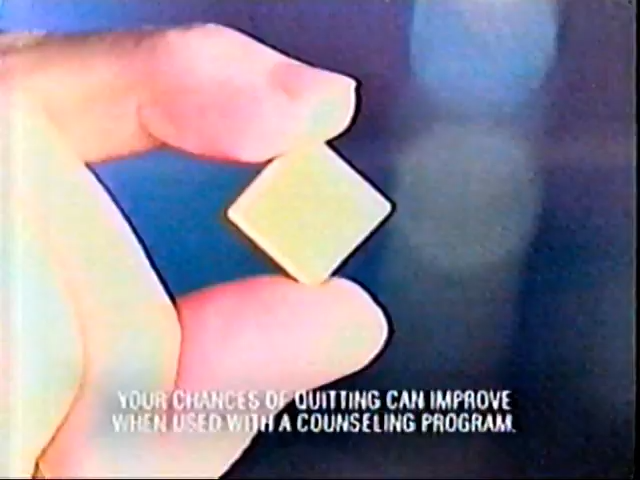 YOUR CHANCES OF QUITTING CAN IMPROVE
WHEN USED WITH A COUNSELING PROGRAM.